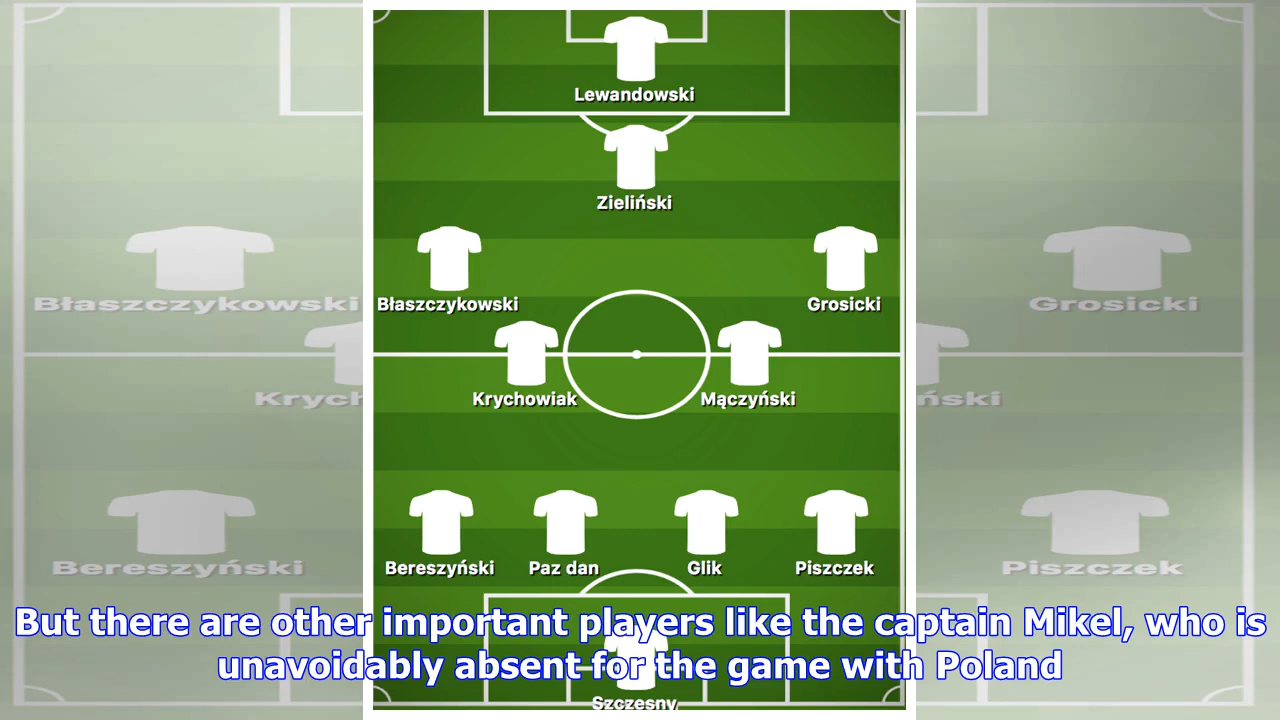 Lewandowski
Zieliński
Błaszczykowski Błaszczykowski Grosicki Grosicki
Krychowiak Mączyński
Bereszyński Bereszyński Paz dan Glik Piszczek Piszczek
But there are other important players like the captain Mikel, who is
unavoidably absent for the game with Poland
Szczesny